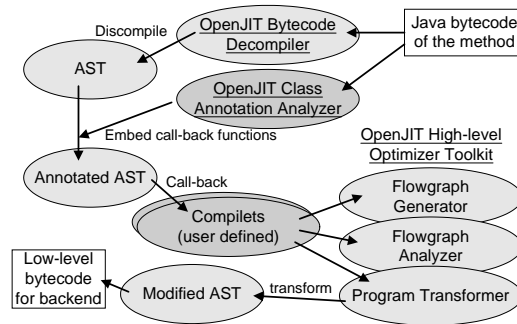 OpenJIT Bytecode
Decompiler
Java bytecode
of the method
Discompile
AST
OpenJIT Class
Annotation Analyzer
Embed call-back functions
OpenJIT High-level
Optimizer Toolkit
Annotated AST
Call-back
Flowgraph
Generator
Compilets
(user defined)
Flowgraph
Analyzer
Low-level
bytecode
for backend
Modified AST
transform
Program Transformer